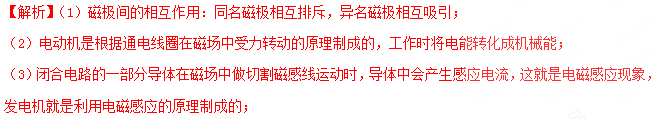 【解析】（1）磁极间的相互作用：同名磁极相互排斥，异名磁极相互吸引；
（2）电动机是根据通电线圈在磁场中受力转动的原理制成的，工作时将电能转化成机械能；
（3）闭合电路的一部分导体在磁场中做切割磁感线运动时，导体中会产生感应电流，这就是电磁感应现象，
发电机就是利用电磁感应的原理制成的；